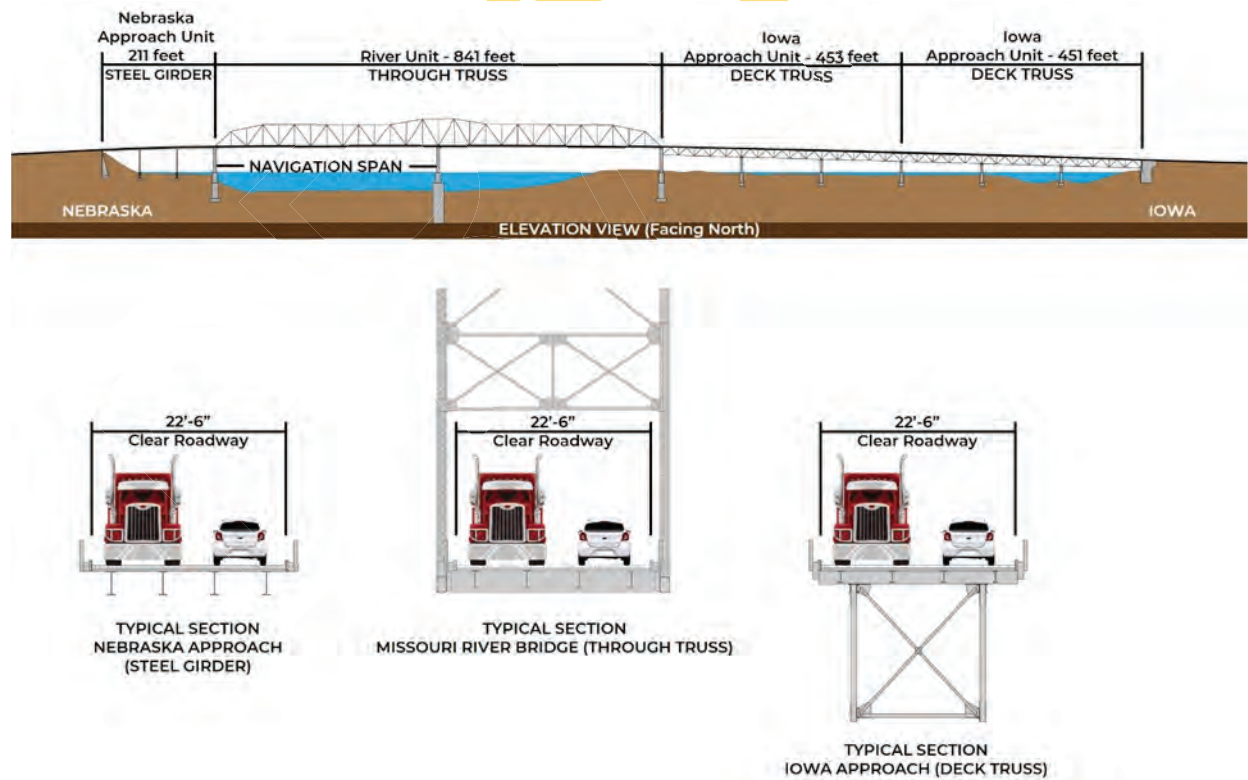 Nebraska
Approach Unit
211 feet
STEEL GIRDER
River Unit - 841 feet
THROUGH TRUSS
Iowa
Approach Unit - 453 feet
DECK TRUSS
Iowa
Approach Unit - 451 feet
DECK TRUSS
NAVIGATION SPAN
NEBRASKA
IOWA
ELEVATION VIEW (Facing North)
22'-6"
Clear Roadway
TYPICAL SECTION
NEBRASKA APPROACH
(STEEL GIRDER)
22'-6"
Clear Roadway
TYPICAL SECTION
MISSOURI RIVER BRIDGE (THROUGH TRUSS)
22'-6"
Clear Roadway
TYPICAL SECTION
IOWA APPROACH (DECK TRUSS)